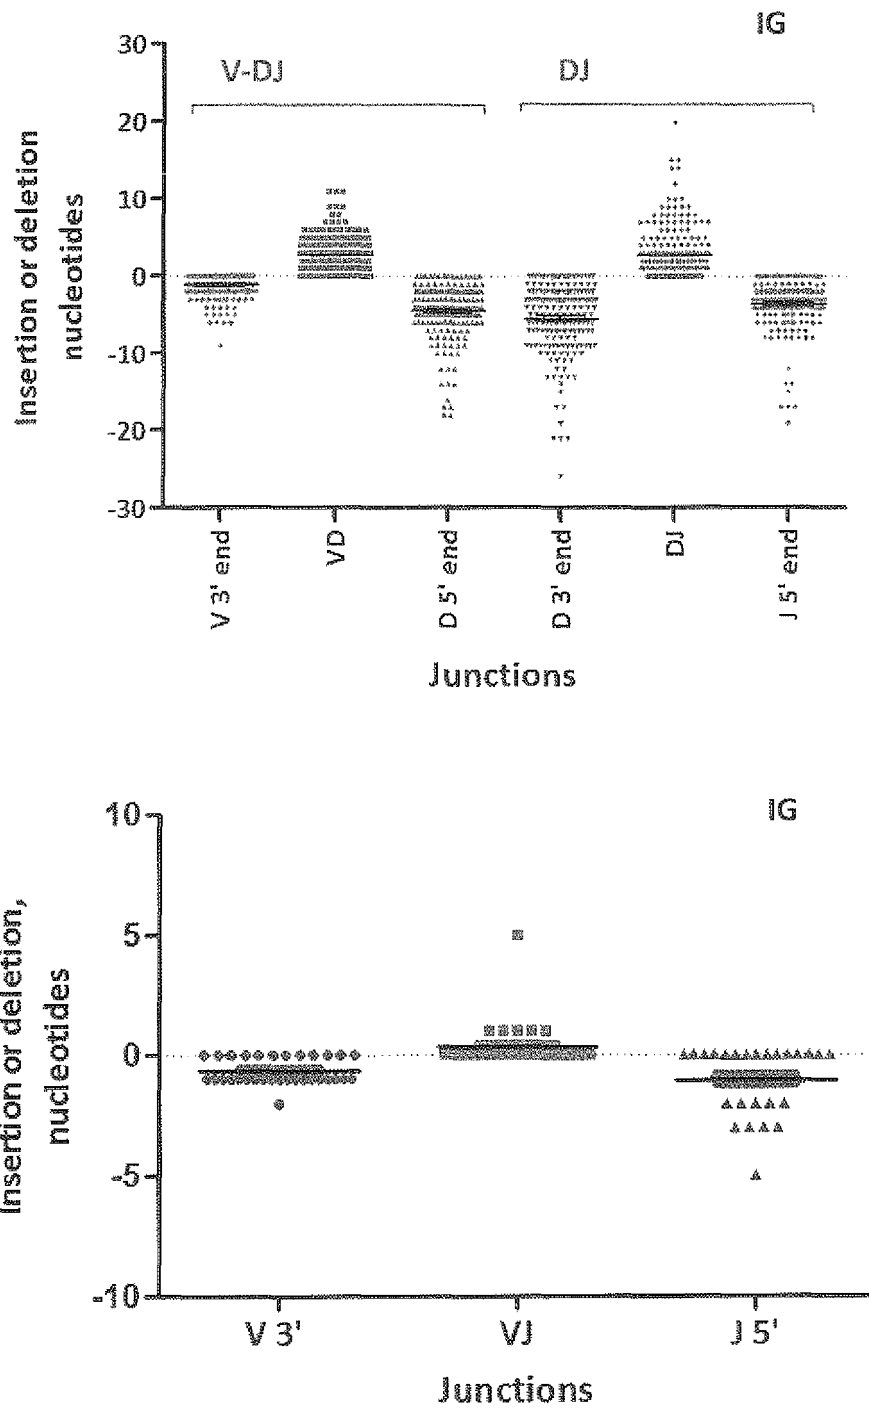 IG
30
V-DJ
DJ
20
10
0
-10
-20
-30
Insertion or deletion
nucleotides
V 3' end
VD
D 5' end
D 3' end
DJ
J 5' end
Junctions
IG
10
5
0
-5
-10
Insertion or deletion,
nucleotides
V 3'
VJ
J 5'
Junctions